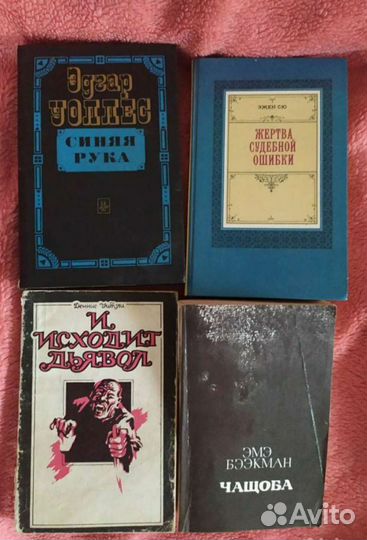 Эдгар
УОЛЛЕС
СИНЯЯ
РУКА
ЭЖЕН СЮ
ЖЕРТВА
СУДЕБНОЙ
ОШИБКИ
Деннис Уитли
И
ИСХОДИТ
ДЬЯВОЛ
ЭМЭ
БЭЭКМАН
ЧАЩОБА
Avito